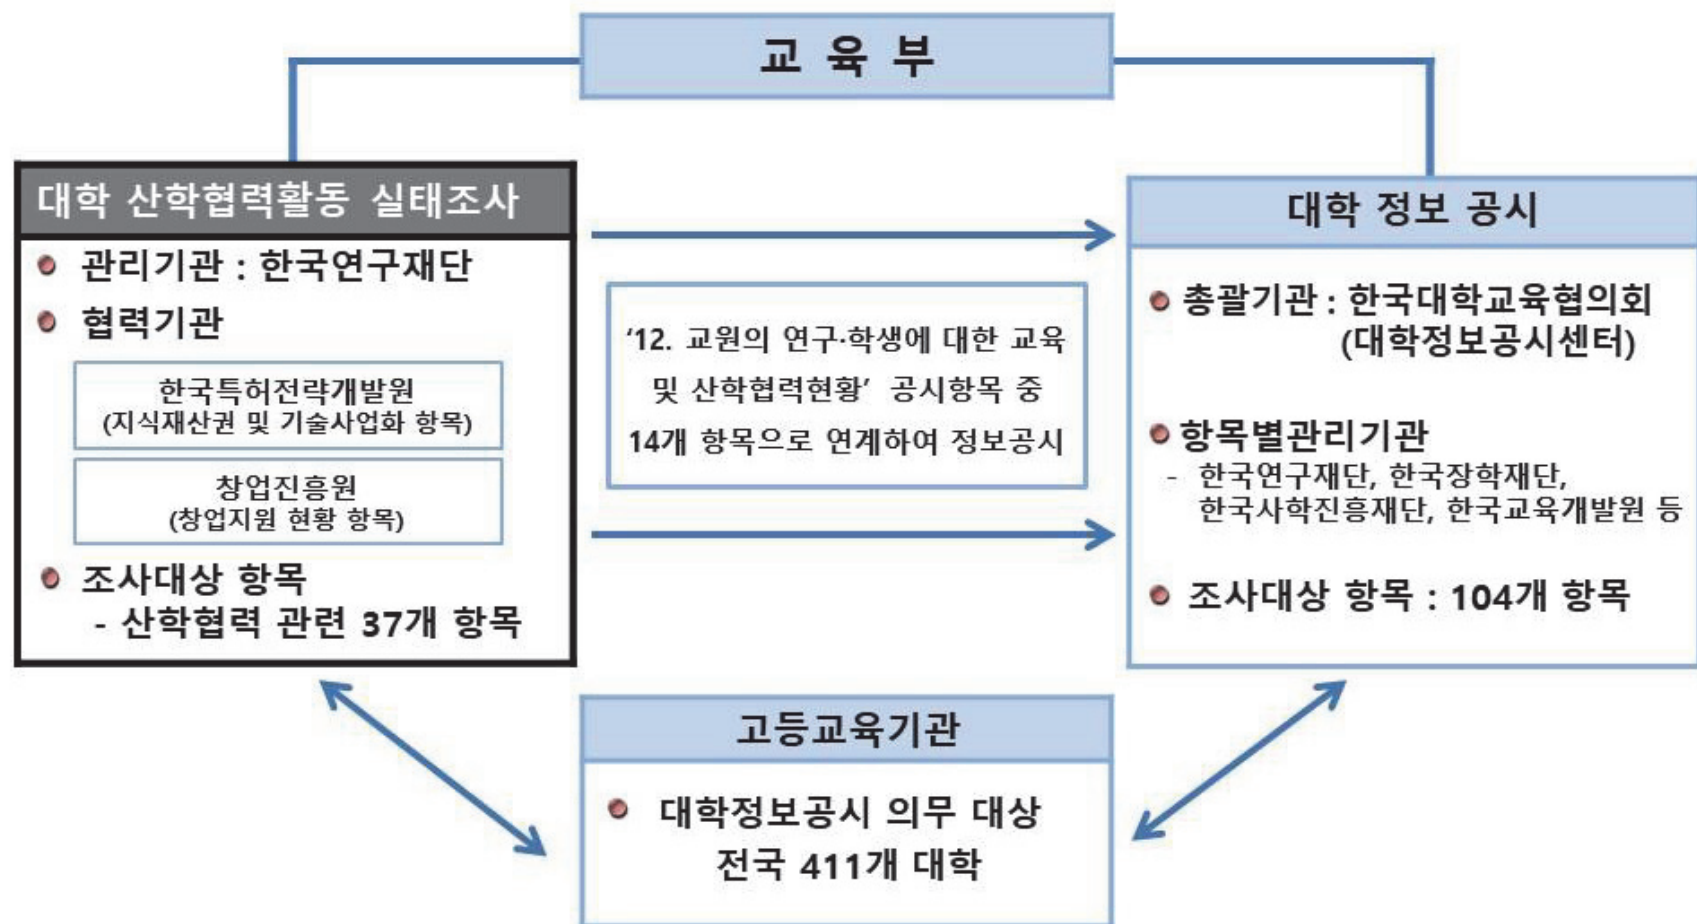 교 육 부
대학 산학협력활동 실태조사
관리기관 : 한국연구재단
협력기관
한국특허전략개발원
(지식재산권 및 기술사업화 항목)
창업진흥원
(창업지원 현황 항목)
조사대상 항목
- 산학협력 관련 37개 항목
'12. 교원의 연구·학생에 대한 교육
및 산학협력현황' 공시항목 중
14개 항목으로 연계하여 정보공시
대학 정보 공시
총괄기관 : 한국대학교육협의회
(대학정보공시센터)
항목별관리기관
- 한국연구재단, 한국장학재단,
한국사학진흥재단, 한국교육개발원 등
조사대상 항목 : 104개 항목
고등교육기관
대학정보공시 의무 대상
전국 411개 대학